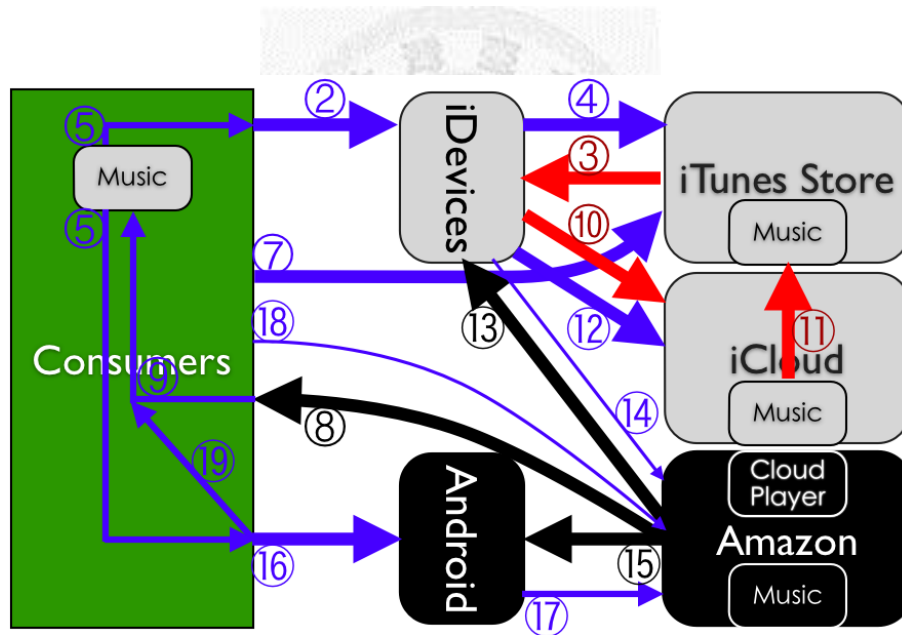 ② ④
⑤ ③
Music iDevices iTunes Store
⑤ ⑩ Music
⑦
⑱ ⑬ ⑫ ⑪
Consumers iCloud
⑨ ⑧ ⑭ Music
⑲ Cloud
Player
Android Amazon
⑯ ⑮
⑰ Music